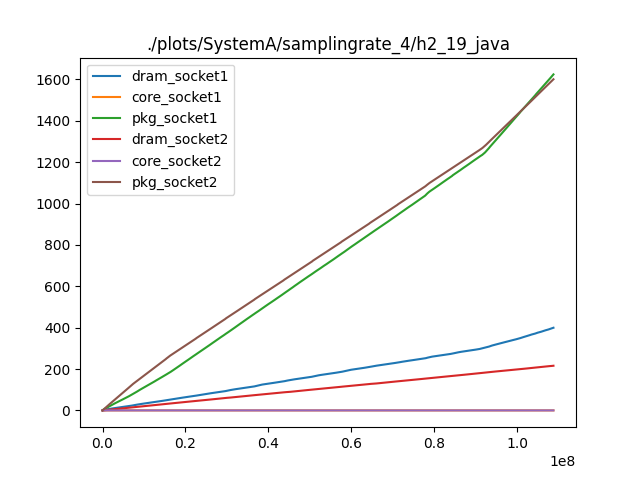 ./plots/SystemA/samplingrate_4/h2_19_java
dram_socket1
core_socket1
pkg_socket1
dram_socket2
core_socket2
pkg_socket2
1600
1400
1200
1000
800
600
400
200
0
0.0 0.2 0.4 0.6 0.8 1.0
1e8